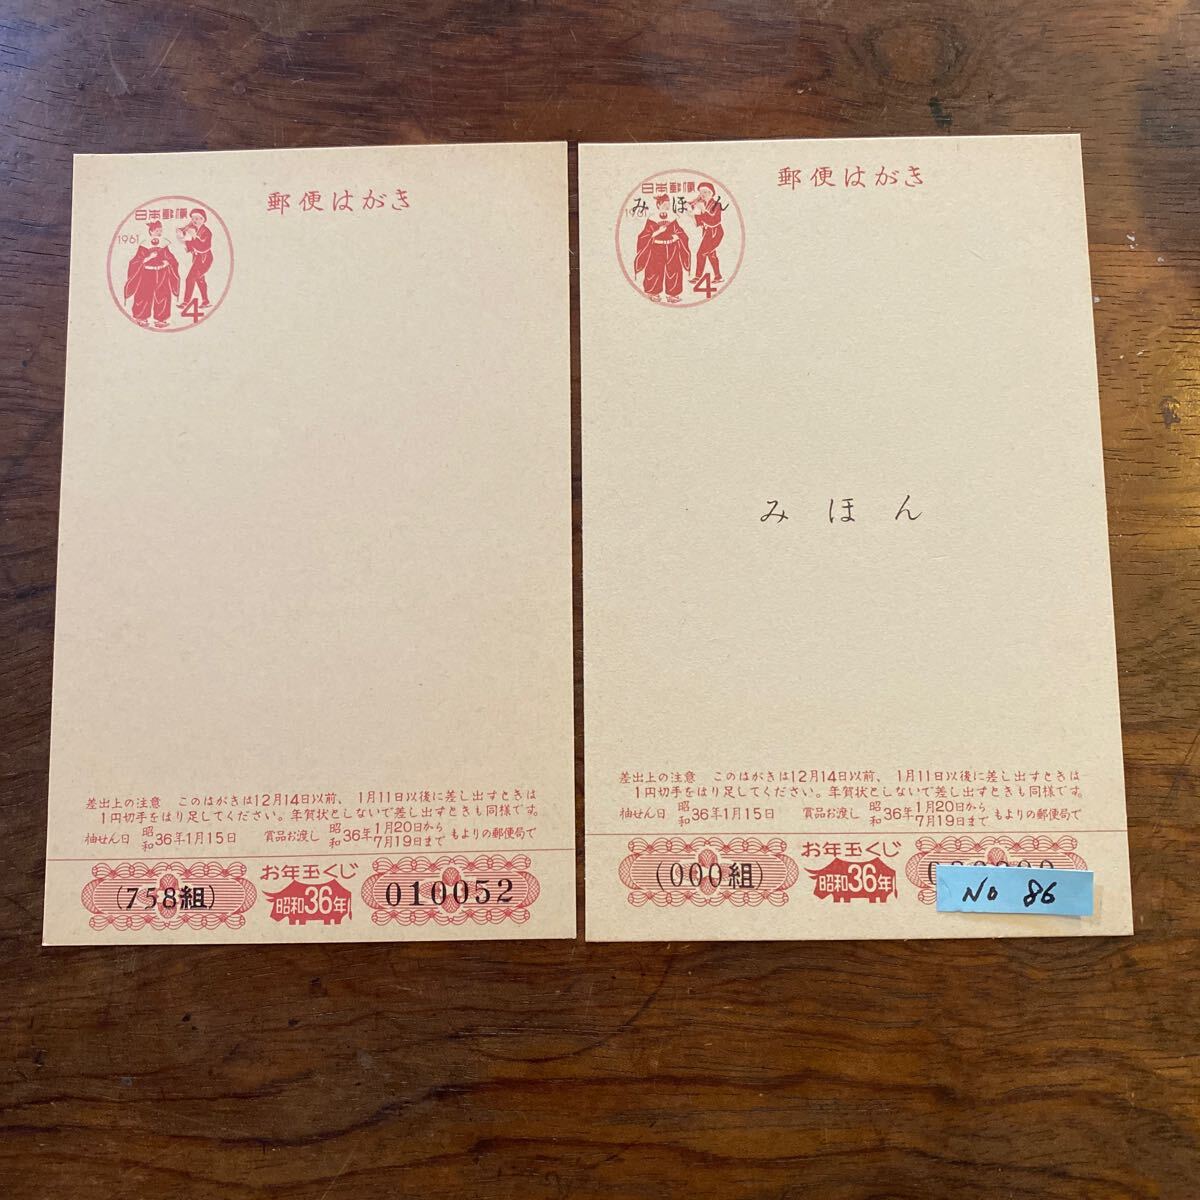 郵便はがき
日本郵便
1961
4
差出上の注意 このはがきは12月14日以前、1月11日以後に差し出すときは
1円切手をはり足してください。年賀状としないで差し出すときも同様です。
抽せん日 昭和36年1月15日 賞品お渡し 昭和36年1月20日から7月19日まで もよりの郵便局で
(758組)
お年玉くじ
昭和36年
010052
郵便はがき
日本郵便
みほん
1961
4
みほん
差出上の注意 このはがきは12月14日以前、1月11日以後に差し出すときは
1円切手をはり足してください。年賀状としないで差し出すときも同様です。
抽せん日 昭和36年1月15日 賞品お渡し 昭和36年1月20日から7月19日まで もよりの郵便局で
(000組)
お年玉くじ
昭和36年
No 86